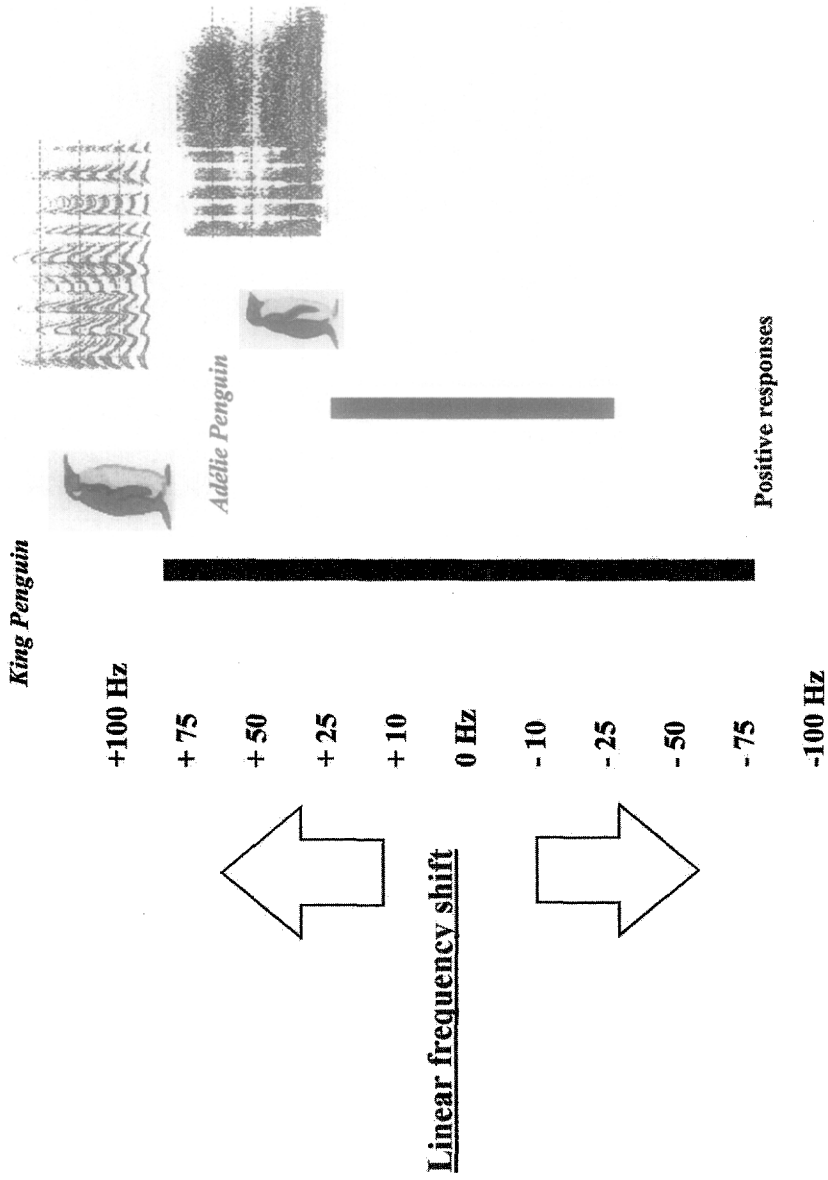 King Penguin
Adélie Penguin
+100 Hz
+ 75
+ 50
+ 25
+ 10
0 Hz
- 10
- 25
- 50
- 75
-100 Hz
Linear frequency shift
Positive responses